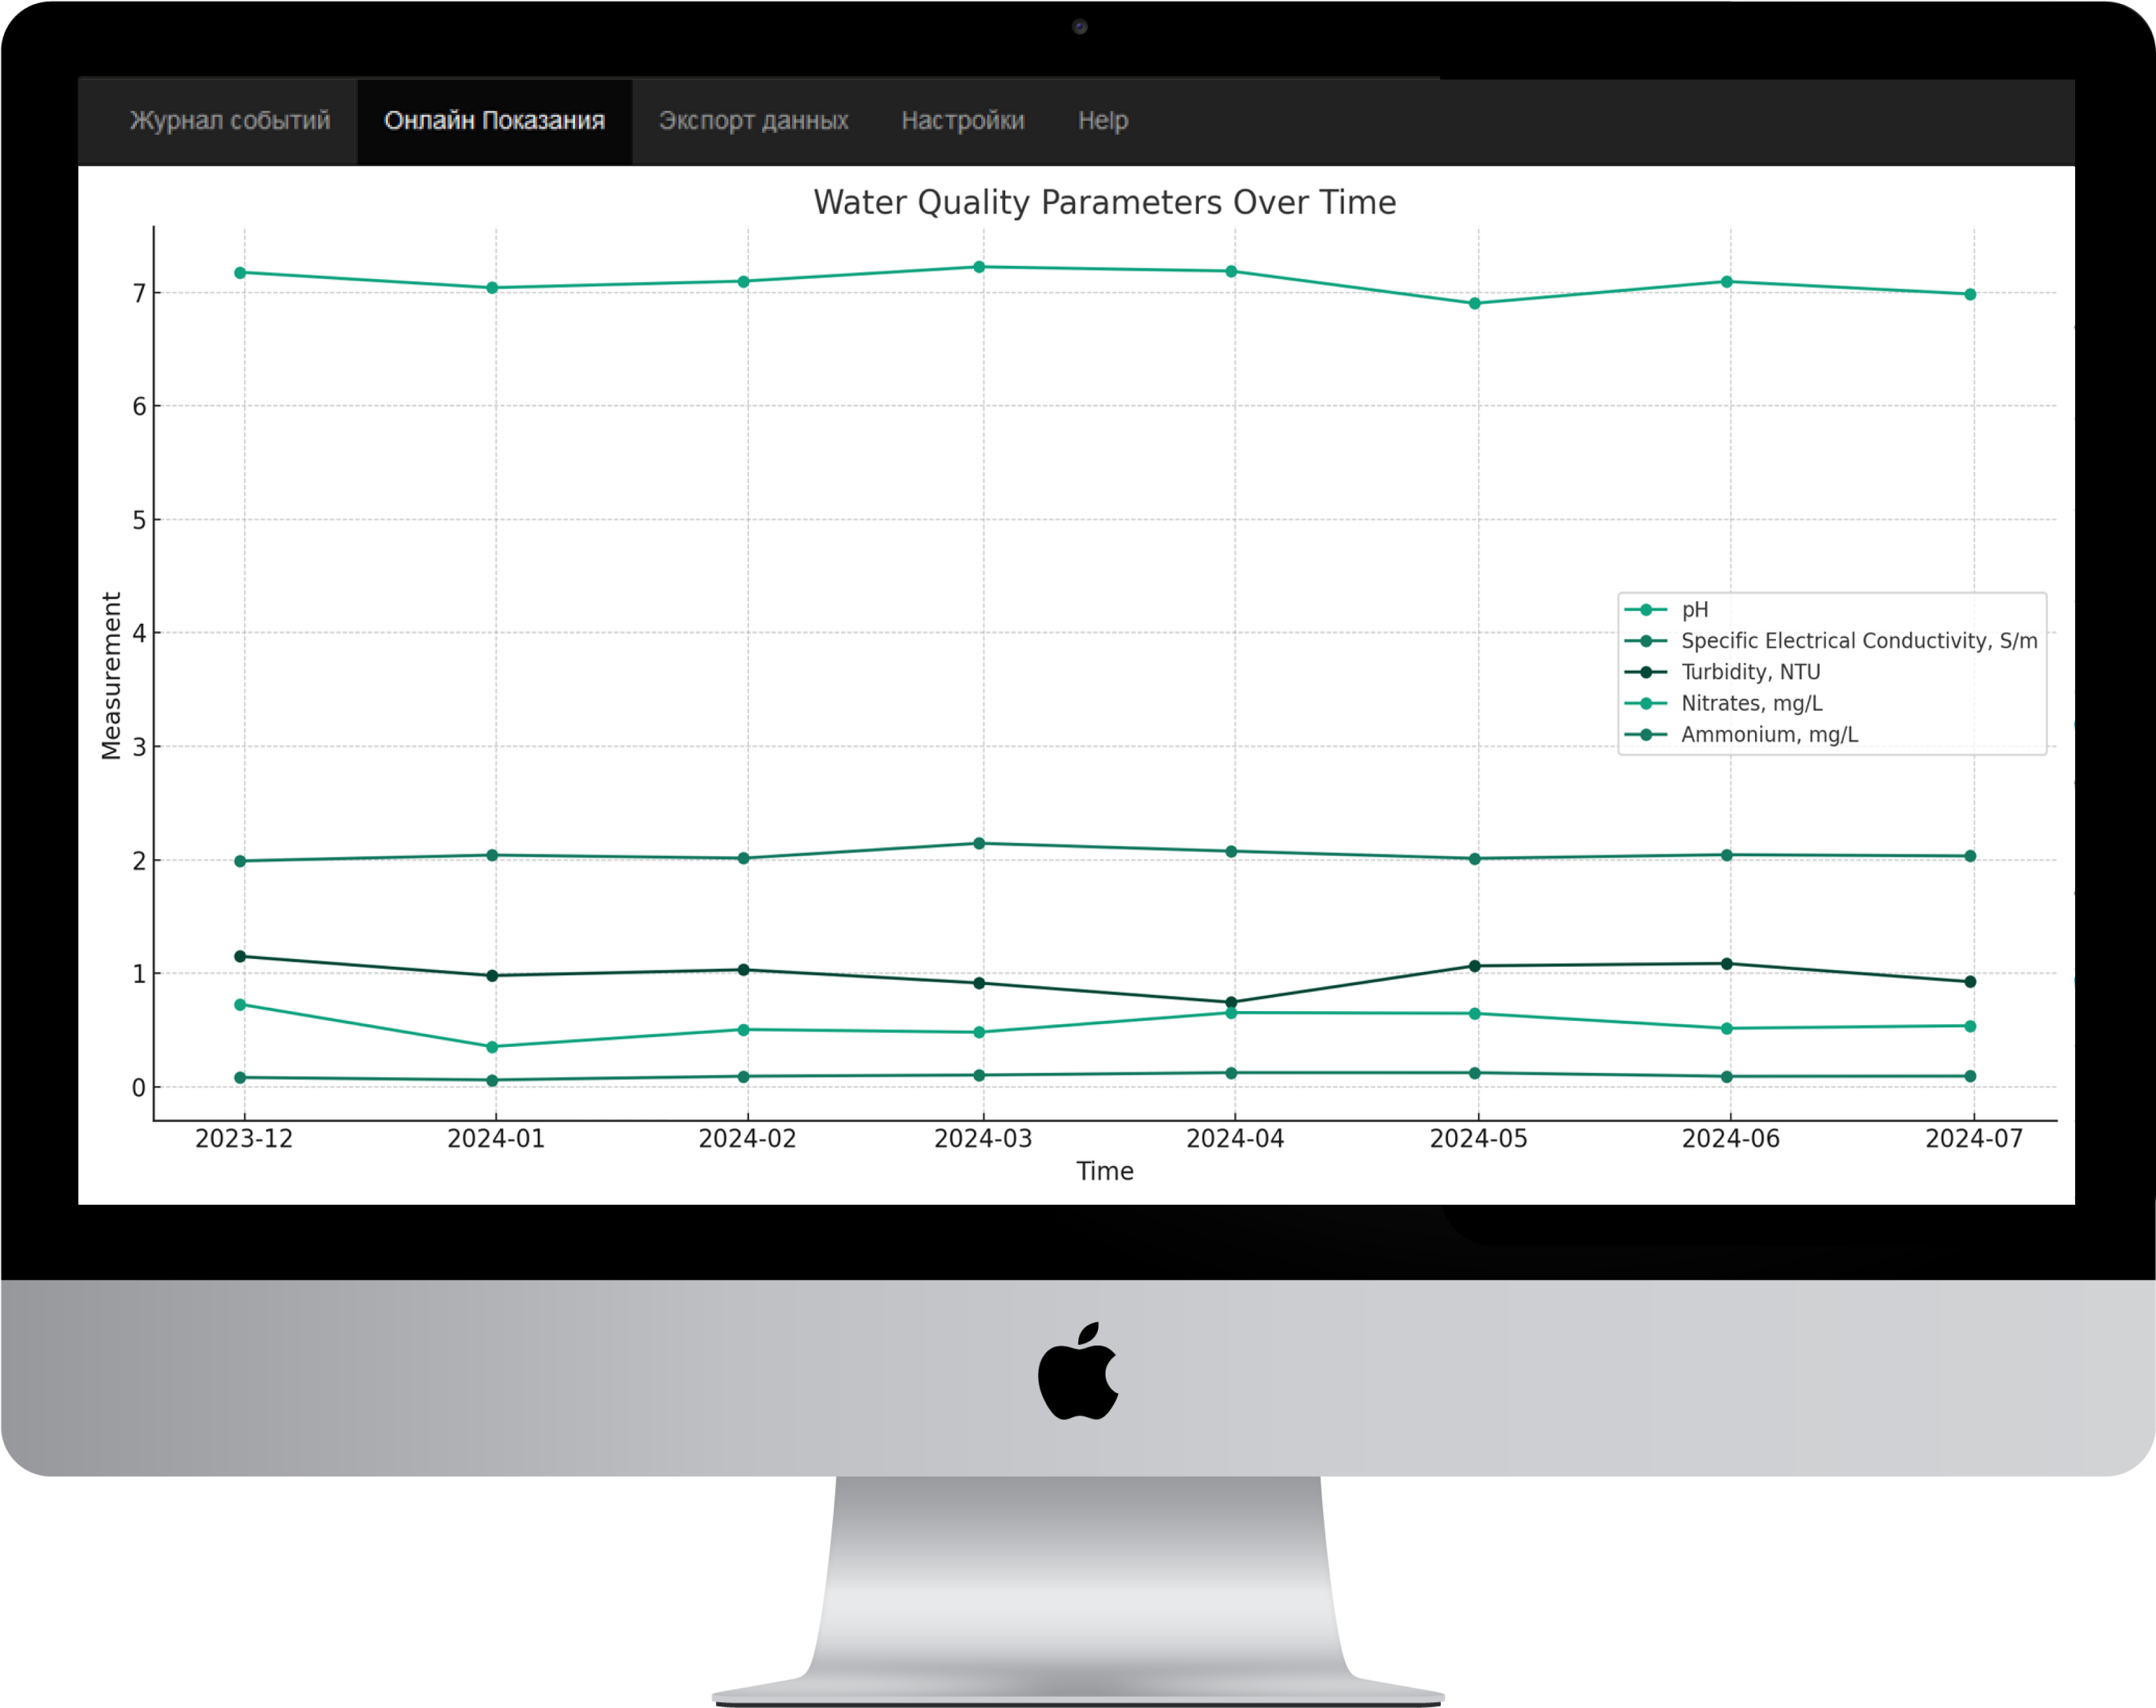 Журнал событий Онлайн Показания Экспорт данных Настройки Help
Water Quality Parameters Over Time
Measurement
7
6
5
4
3
2
1
0
pH
Specific Electrical Conductivity, S/m
Turbidity, NTU
Nitrates, mg/L
Ammonium, mg/L
2023-12 2024-01 2024-02 2024-03 2024-04 2024-05 2024-06 2024-07
Time